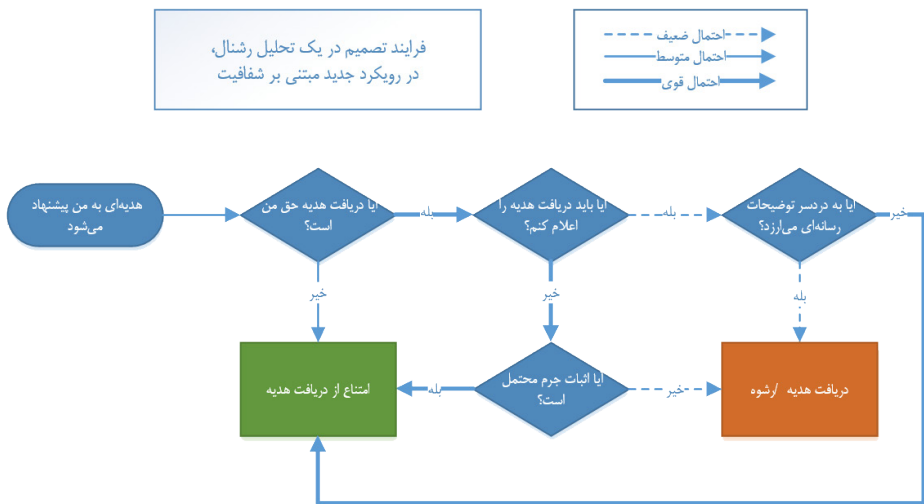 فرایند تصمیم در یک تحلیل رشنال،
در رویکرد جدید مبتنی بر شفافیت
احتمال ضعیف
احتمال متوسط
احتمال قوی
هدیه‌ای به من پیشنهاد
می‌شود
آیا دریافت هدیه حق من
است؟
بله
آیا باید دریافت هدیه را
اعلام کنم؟
بله
آیا به دردسر توضیحات
رسانه‌ای می‌ارزد؟
خیر
خیر
خیر
بله
امتناع از دریافت هدیه
بله
آیا اثبات جرم محتمل
است؟
خیر
دریافت هدیه / رشوه